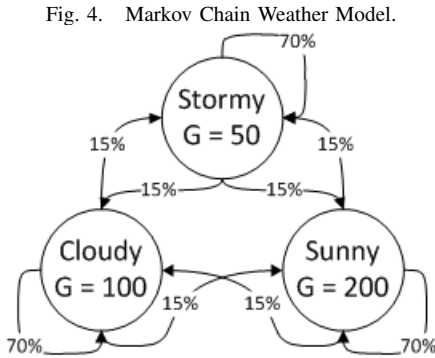 Fig. 4. Markov Chain Weather Model.
70%
Stormy
G = 50
15%
15%
15%
15%
Cloudy
G = 100
Sunny
G = 200
15%
15%
70%
70%